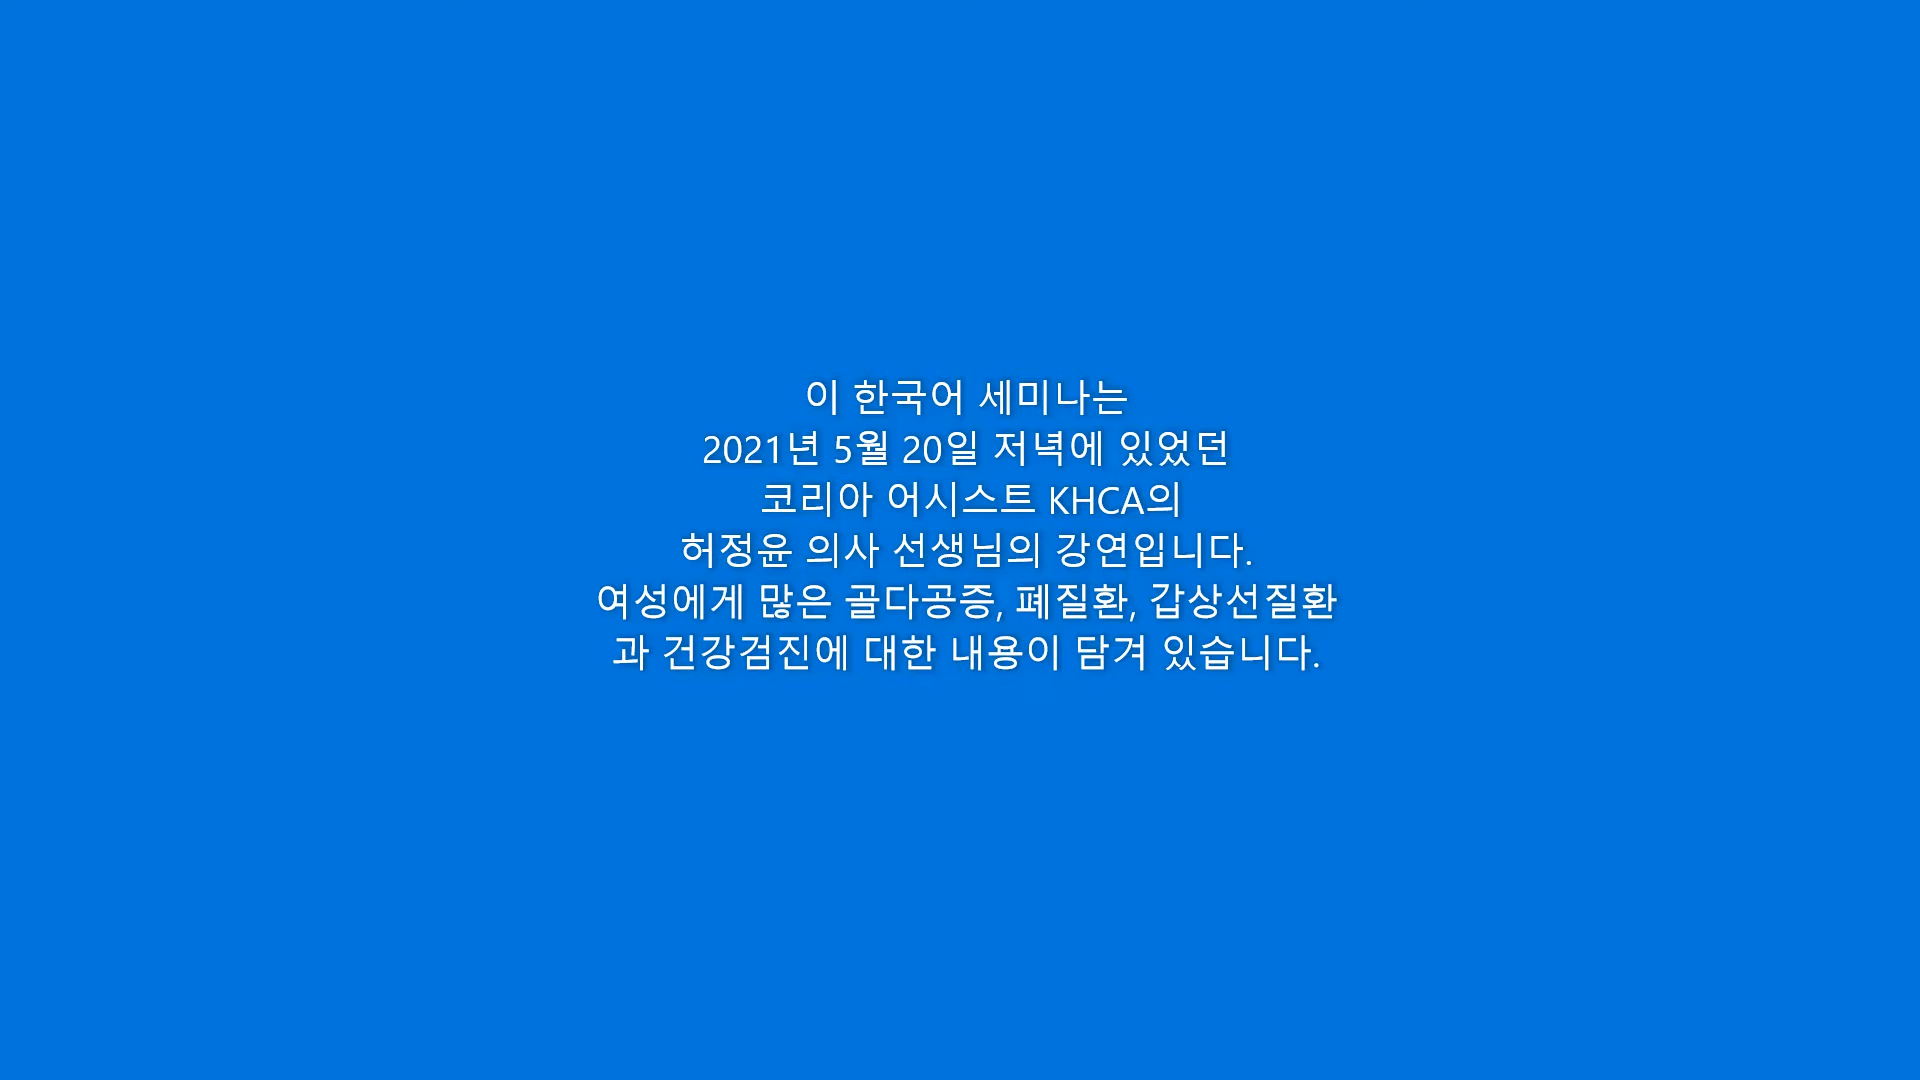 이 한국어 세미나는
2021년 5월 20일 저녁에 있었던
코리아 어시스트 KHCA의
허정윤 의사 선생님의 강연입니다.
여성에게 많은 골다공증, 폐질환, 갑상선질환
과 건강검진에 대한 내용이 담겨 있습니다.